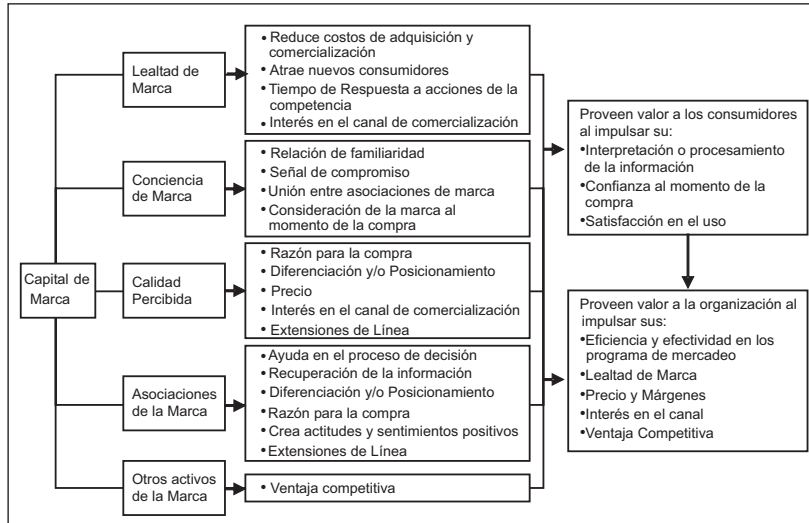 Lealtad de
Marca
• Reduce costos de adquisición y
comercialización
• Atrae nuevos consumidores
• Tiempo de Respuesta a acciones de la
competencia
• Interés en el canal de comercialización
Conciencia
de Marca
• Relación de familiaridad
• Señal de compromiso
• Unión entre asociaciones de marca
• Consideración de la marca al
momento de la compra
Capital de
Marca
Calidad
Percibida
• Razón para la compra
• Diferenciación y/o Posicionamiento
• Precio
• Interés en el canal de comercialización
• Extensiones de Línea
Asociaciones
de la Marca
• Ayuda en el proceso de decisión
• Recuperación de la información
• Diferenciación y/o Posicionamiento
• Razón para la compra
• Crea actitudes y sentimientos positivos
• Extensiones de Línea
Otros activos
de la Marca
• Ventaja competitiva
Proveen valor a los consumidores
al impulsar su:
•Interpretación o procesamiento
de la información
•Confianza al momento de la
compra
•Satisfacción en el uso
Proveen valor a la organización al
impulsar sus:
•Eficiencia y efectividad en los
programa de mercadeo
•Lealtad de Marca
•Precio y Márgenes
•Interés en el canal
•Ventaja Competitiva